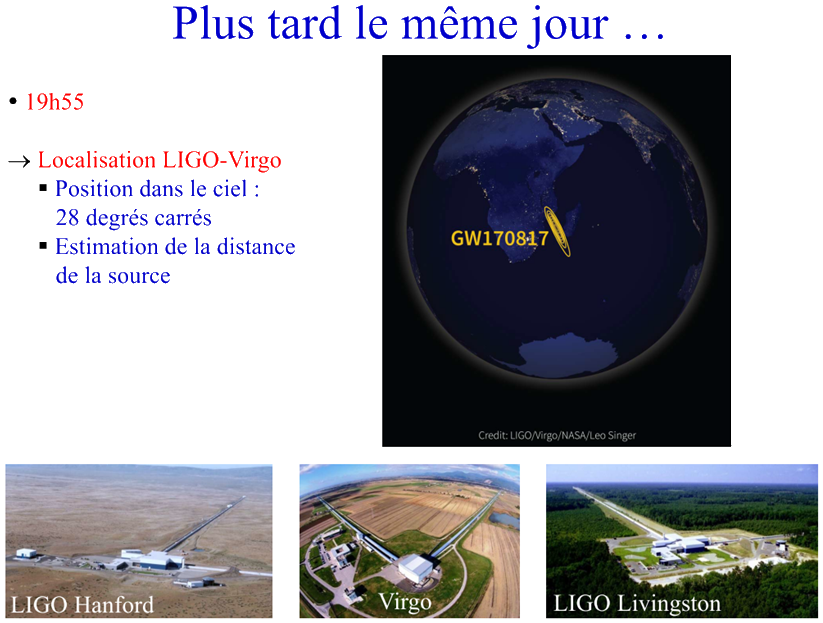 Plus tard le même jour …
• 19h55
→ Localisation LIGO-Virgo
▪ Position dans le ciel :
28 degrés carrés
▪ Estimation de la distance
de la source
GW170817
Credit: LIGO/Virgo/NASA/Leo Singer
LIGO Hanford
Virgo
LIGO Livingston